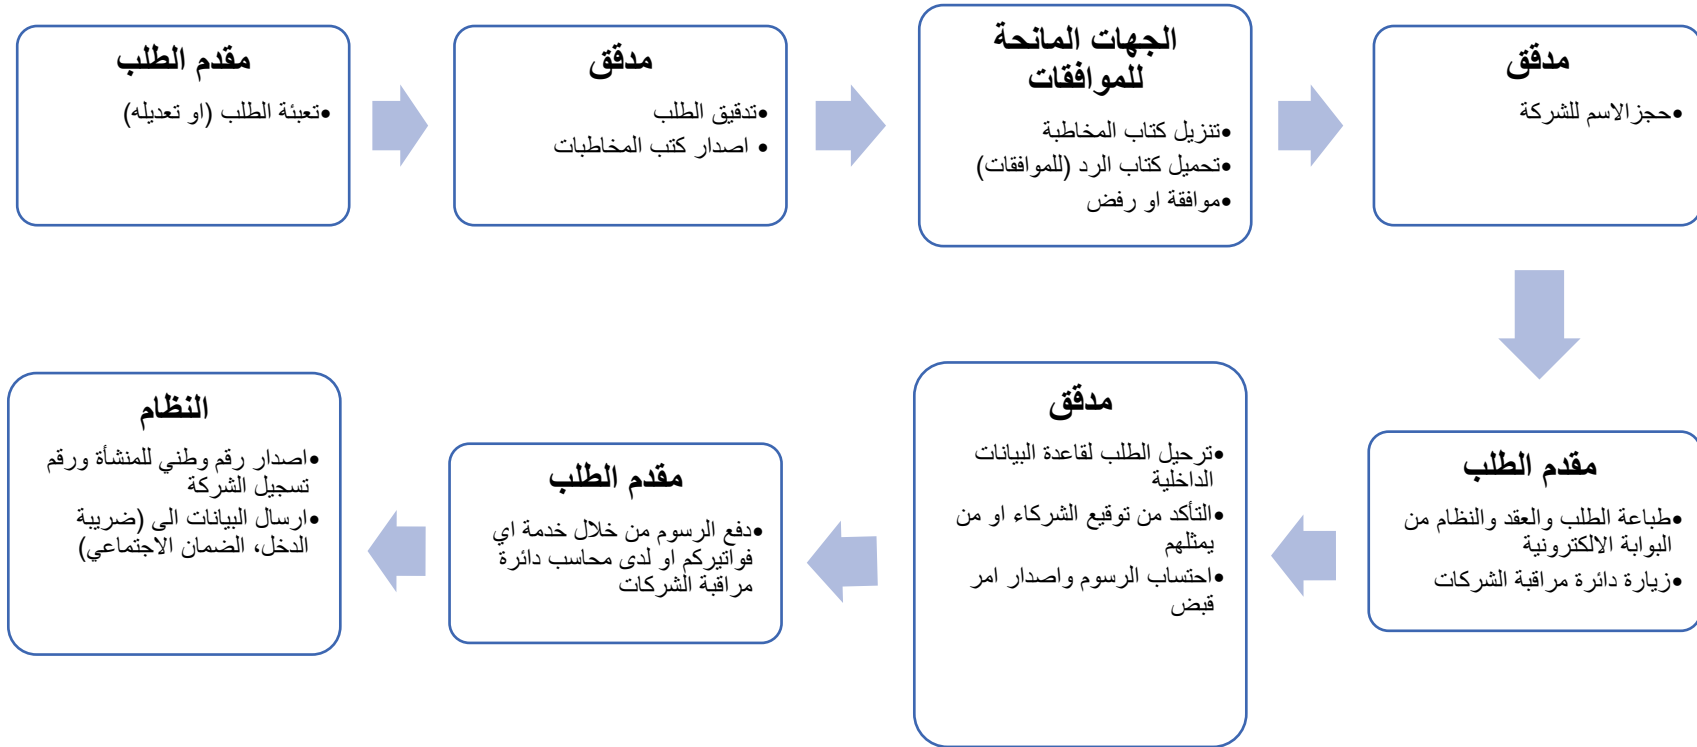 مقدم الطلب
•تعبئة الطلب (او تعديله)
مدقق
•تدقيق الطلب
• اصدار كتب المخاطبات
الجهات المانحة
للموافقات
•تنزيل كتاب المخاطبة
•تحميل كتاب الرد (للموافقات)
•موافقة او رفض
مدقق
•حجزالاسم للشركة
مقدم الطلب
•طباعة الطلب والعقد والنظام من
البوابة الالكترونية
•زيارة دائرة مراقبة الشركات
مدقق
•ترحيل الطلب لقاعدة البيانات
الداخلية
•التأكد من توقيع الشركاء او من
يمثلهم
•احتساب الرسوم واصدار امر
قبض
مقدم الطلب
•دفع الرسوم من خلال خدمة اي
فواتيركم او لدى محاسب دائرة
مراقبة الشركات
النظام
•اصدار رقم وطني للمنشأة ورقم
تسجيل الشركة
•ارسال البيانات الى (ضريبة
الدخل، الضمان الاجتماعي)